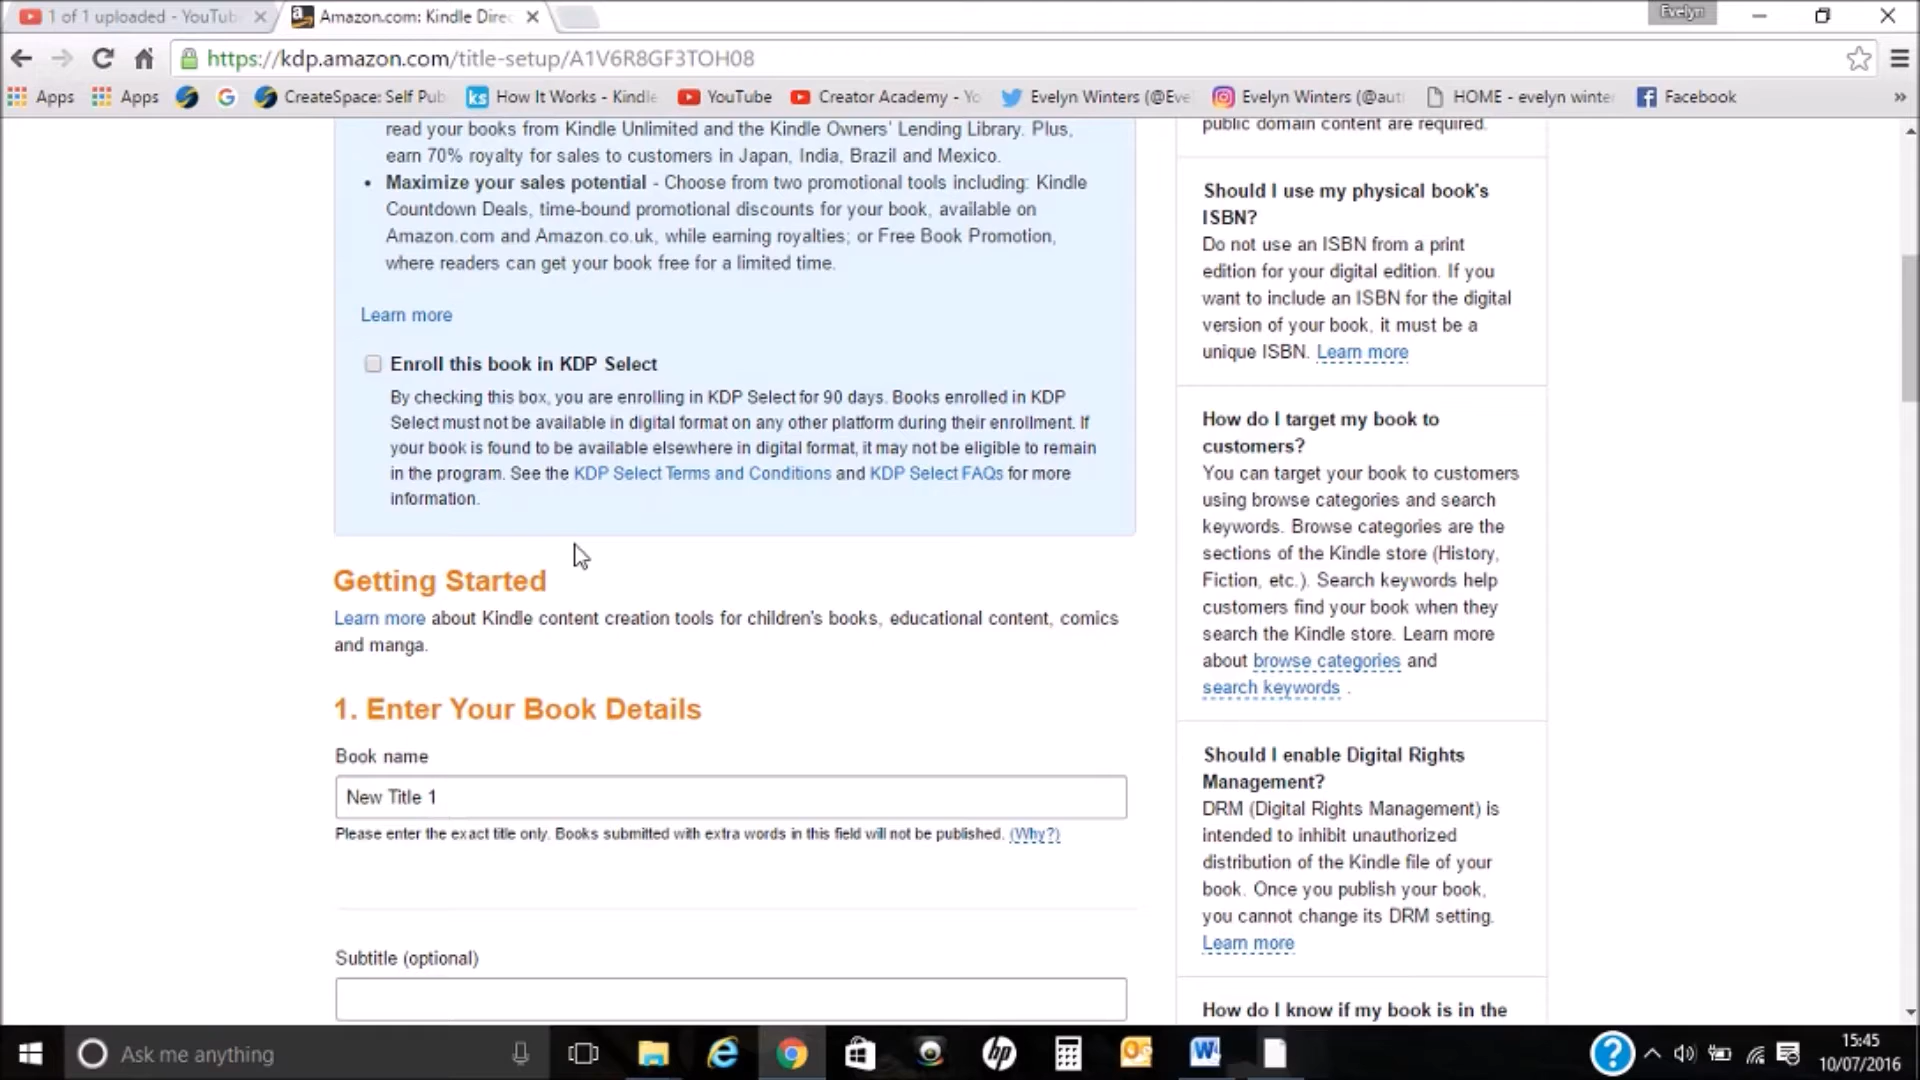 1 of 1 uploaded - YouTub
Amazon.com: Kindle Dire
Evelyn
https://kdp.amazon.com/title-setup/A1V6R8GF3TOH08
Apps
Apps
CreateSpace: Self Pub
ks
How It Works - Kindle
YouTube
Creator Academy - Yo
Evelyn Winters (@Eve
Evelyn Winters (@aut
HOME - evelyn winter
Facebook
»
read your books from Kindle Unlimited and the Kindle Owners' Lending Library. Plus,
earn 70% royalty for sales to customers in Japan, India, Brazil and Mexico.
• Maximize your sales potential - Choose from two promotional tools including: Kindle
Countdown Deals, time-bound promotional discounts for your book, available on
Amazon.com and Amazon.co.uk, while earning royalties; or Free Book Promotion,
where readers can get your book free for a limited time.
Learn more
Enroll this book in KDP Select
By checking this box, you are enrolling in KDP Select for 90 days. Books enrolled in KDP
Select must not be available in digital format on any other platform during their enrollment. If
your book is found to be available elsewhere in digital format, it may not be eligible to remain
in the program. See the KDP Select Terms and Conditions and KDP Select FAQs for more
information.
Getting Started
Learn more about Kindle content creation tools for children's books, educational content, comics
and manga.
1. Enter Your Book Details
Book name
New Title 1
Please enter the exact title only. Books submitted with extra words in this field will not be published. (Why?)
Subtitle (optional)
public domain content are required.
Should I use my physical book's
ISBN?
Do not use an ISBN from a print
edition for your digital edition. If you
want to include an ISBN for the digital
version of your book, it must be a
unique ISBN. Learn more
How do I target my book to
customers?
You can target your book to customers
using browse categories and search
keywords. Browse categories are the
sections of the Kindle store (History,
Fiction, etc.). Search keywords help
customers find your book when they
search the Kindle store. Learn more
about browse categories and
search keywords .
Should I enable Digital Rights
Management?
DRM (Digital Rights Management) is
intended to inhibit unauthorized
distribution of the Kindle file of your
book. Once you publish your book,
you cannot change its DRM setting.
Learn more
How do I know if my book is in the
Ask me anything
15:45
10/07/2016